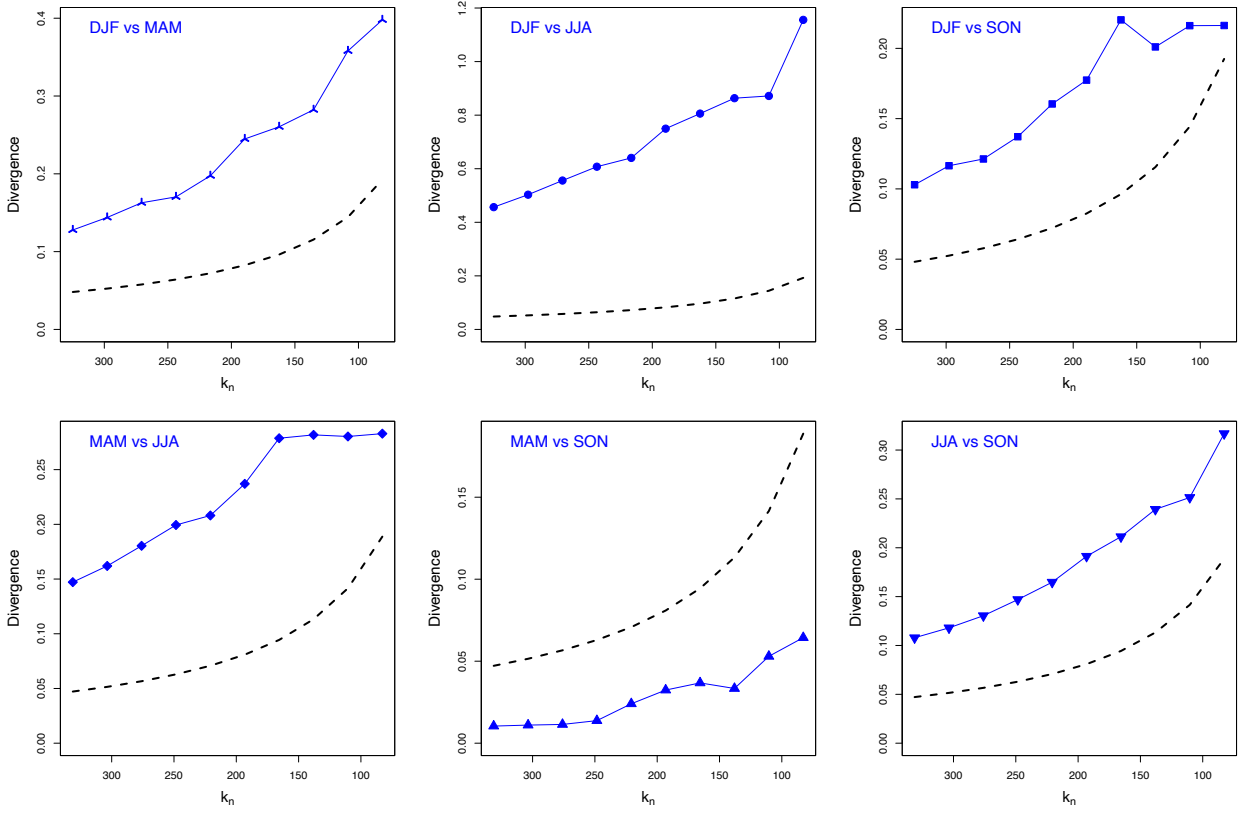 DJF vs MAM
Divergence
0.0 0.1 0.2 0.3 0.4
300 250 200 150 100
kₙ
DJF vs JJA
Divergence
0.0 0.2 0.4 0.6 0.8 1.0 1.2
300 250 200 150 100
kₙ
DJF vs SON
Divergence
0.00 0.05 0.10 0.15 0.20
300 250 200 150 100
kₙ
MAM vs JJA
Divergence
0.00 0.05 0.10 0.15 0.20 0.25
300 250 200 150 100
kₙ
MAM vs SON
Divergence
0.00 0.05 0.10 0.15
300 250 200 150 100
kₙ
JJA vs SON
Divergence
0.00 0.05 0.10 0.15 0.20 0.25 0.30
300 250 200 150 100
kₙ